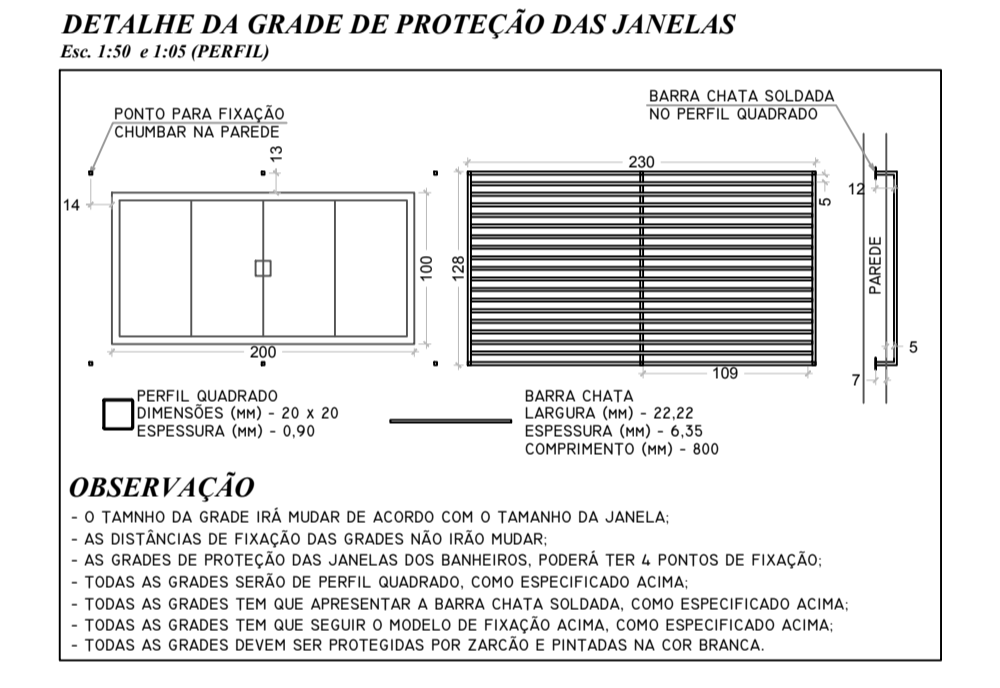 DETALHE DA GRADE DE PROTEÇÃO DAS JANELAS
Esc. 1:50 e 1:05 (PERFIL)
PONTO PARA FIXAÇÃO
CHUMBAR NA PAREDE
13
14
100
200
BARRA CHATA SOLDADA
NO PERFIL QUADRADO
230
128
5
109
12
PAREDE
5
7
PERFIL QUADRADO
DIMENSÕES (MM) - 20 X 20
ESPESSURA (MM) - 0,90
BARRA CHATA
LARGURA (MM) - 22,22
ESPESSURA (MM) - 6,35
COMPRIMENTO (MM) - 800
OBSERVAÇÃO
- O TAMNHO DA GRADE IRÁ MUDAR DE ACORDO COM O TAMANHO DA JANELA;
- AS DISTÂNCIAS DE FIXAÇÃO DAS GRADES NÃO IRÃO MUDAR;
- AS GRADES DE PROTEÇÃO DAS JANELAS DOS BANHEIROS, PODERÁ TER 4 PONTOS DE FIXAÇÃO;
- TODAS AS GRADES SERÃO DE PERFIL QUADRADO, COMO ESPECIFICADO ACIMA;
- TODAS AS GRADES TEM QUE APRESENTAR A BARRA CHATA SOLDADA, COMO ESPECIFICADO ACIMA;
- TODAS AS GRADES TEM QUE SEGUIR O MODELO DE FIXAÇÃO ACIMA, COMO ESPECIFICADO ACIMA;
- TODAS AS GRADES DEVEM SER PROTEGIDAS POR ZARCÃO E PINTADAS NA COR BRANCA.